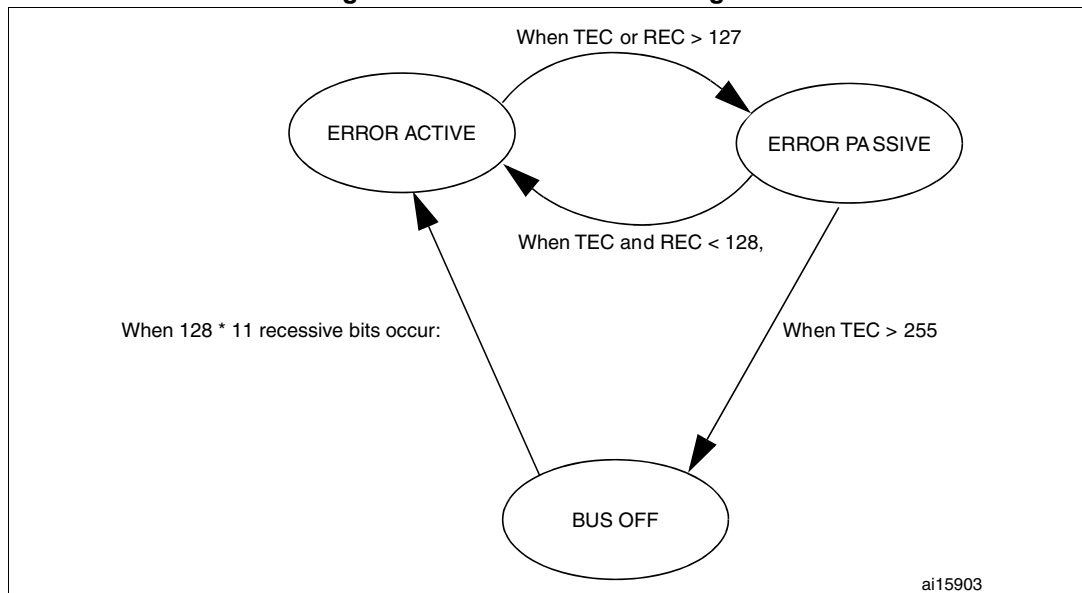 When TEC or REC > 127
ERROR ACTIVE
ERROR PASSIVE
When TEC and REC < 128,
When 128 * 11 recessive bits occur:
When TEC > 255
BUS OFF
ai15903